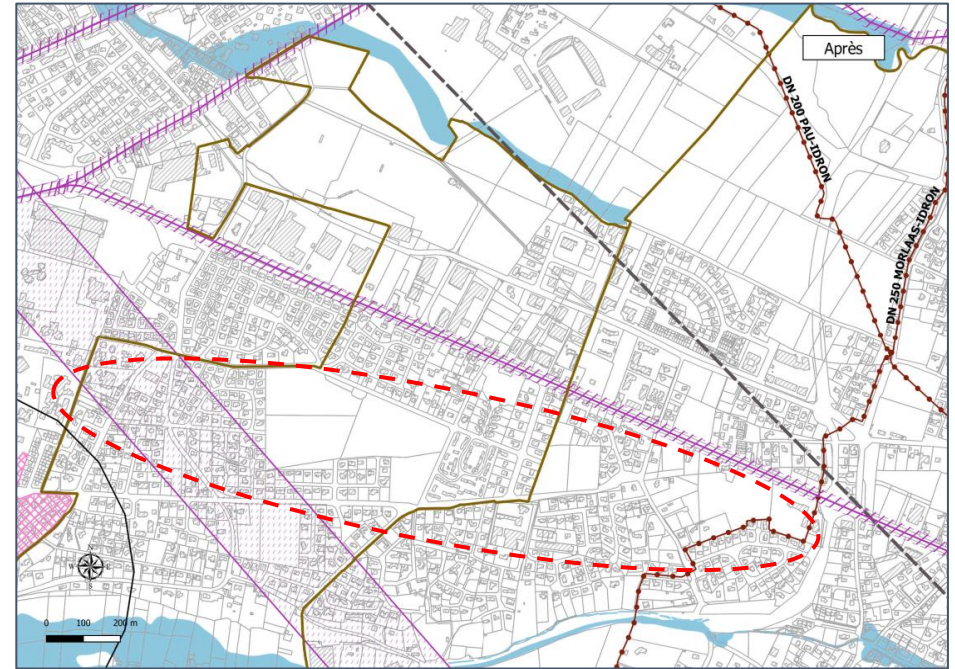 Après
DN 200 PAU-IDRON
DN 250 MORLAAS-IDRON
N
W E
S
0 100 200 m